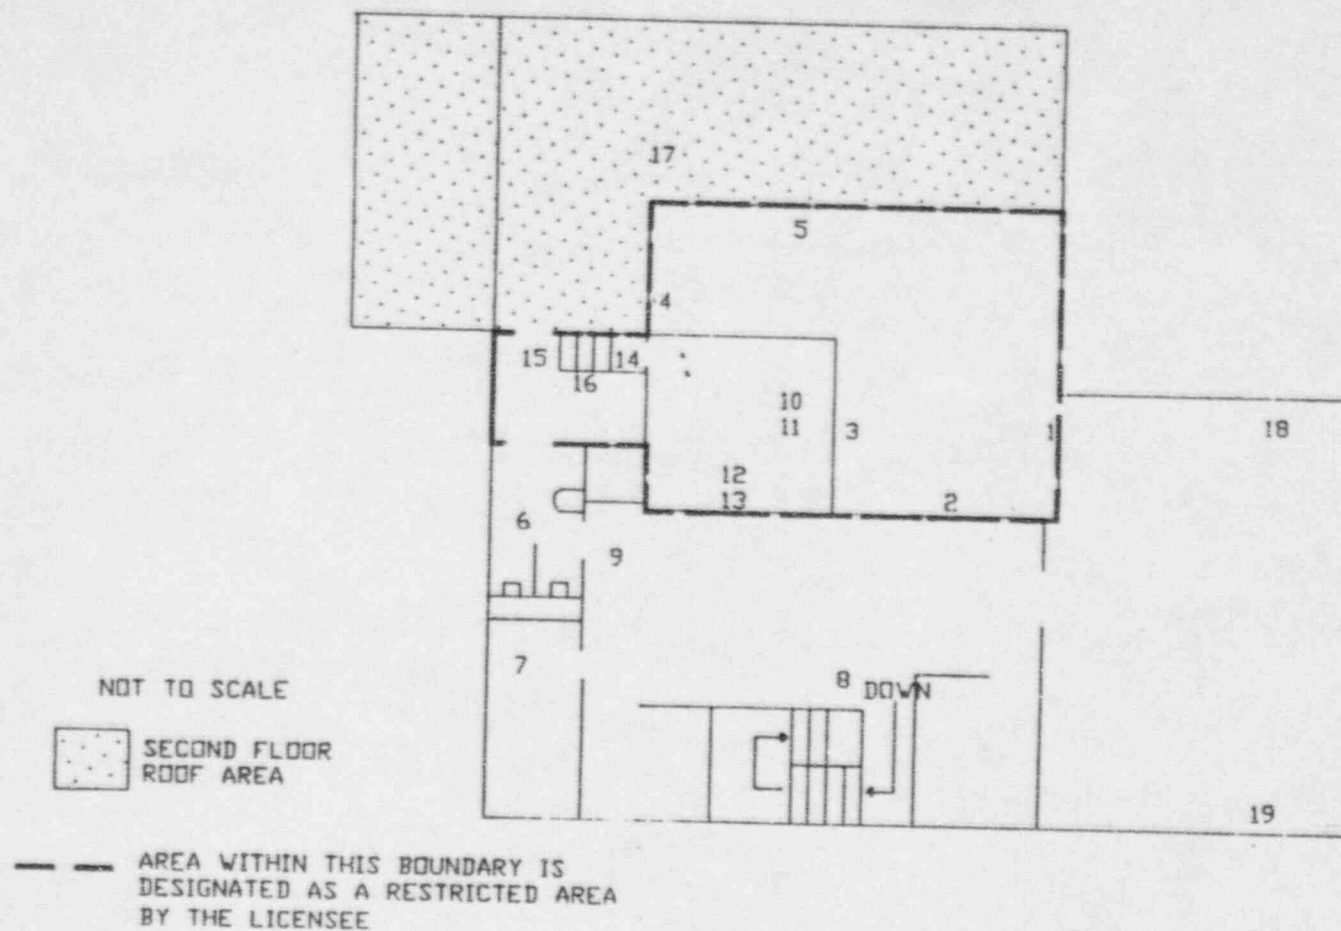 17
5
4
15
14
16
10
11
3
1
18
12
13
2
6
9
7
8
DOWN
NOT TO SCALE
SECOND FLOOR
ROOF AREA
19
AREA WITHIN THIS BOUNDARY IS
DESIGNATED AS A RESTRICTED AREA
BY THE LICENSEE